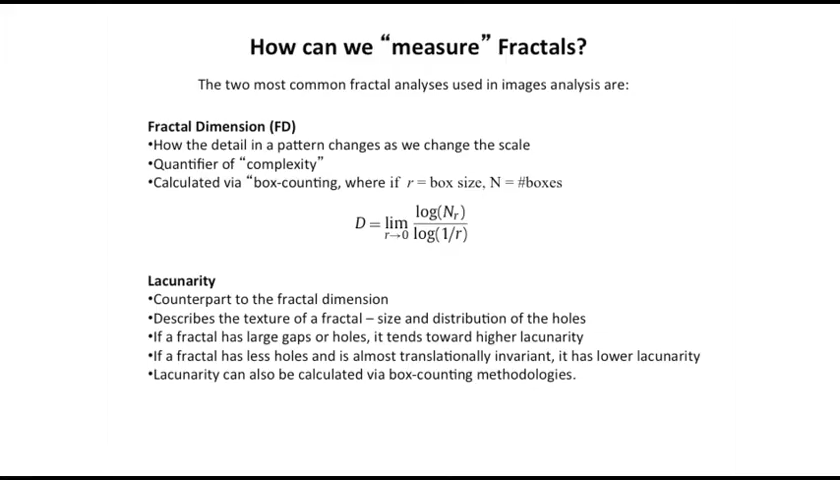 How can we “measure” Fractals?
The two most common fractal analyses used in images analysis are:
Fractal Dimension (FD)
•How the detail in a pattern changes as we change the scale
•Quantifier of “complexity”
•Calculated via “box-counting, where if r = box size, N = #boxes
D = lim r→0 log(Nr) / log(1/r)
Lacunarity
•Counterpart to the fractal dimension
•Describes the texture of a fractal – size and distribution of the holes
•If a fractal has large gaps or holes, it tends toward higher lacunarity
•If a fractal has less holes and is almost translationally invariant, it has lower lacunarity
•Lacunarity can also be calculated via box-counting methodologies.